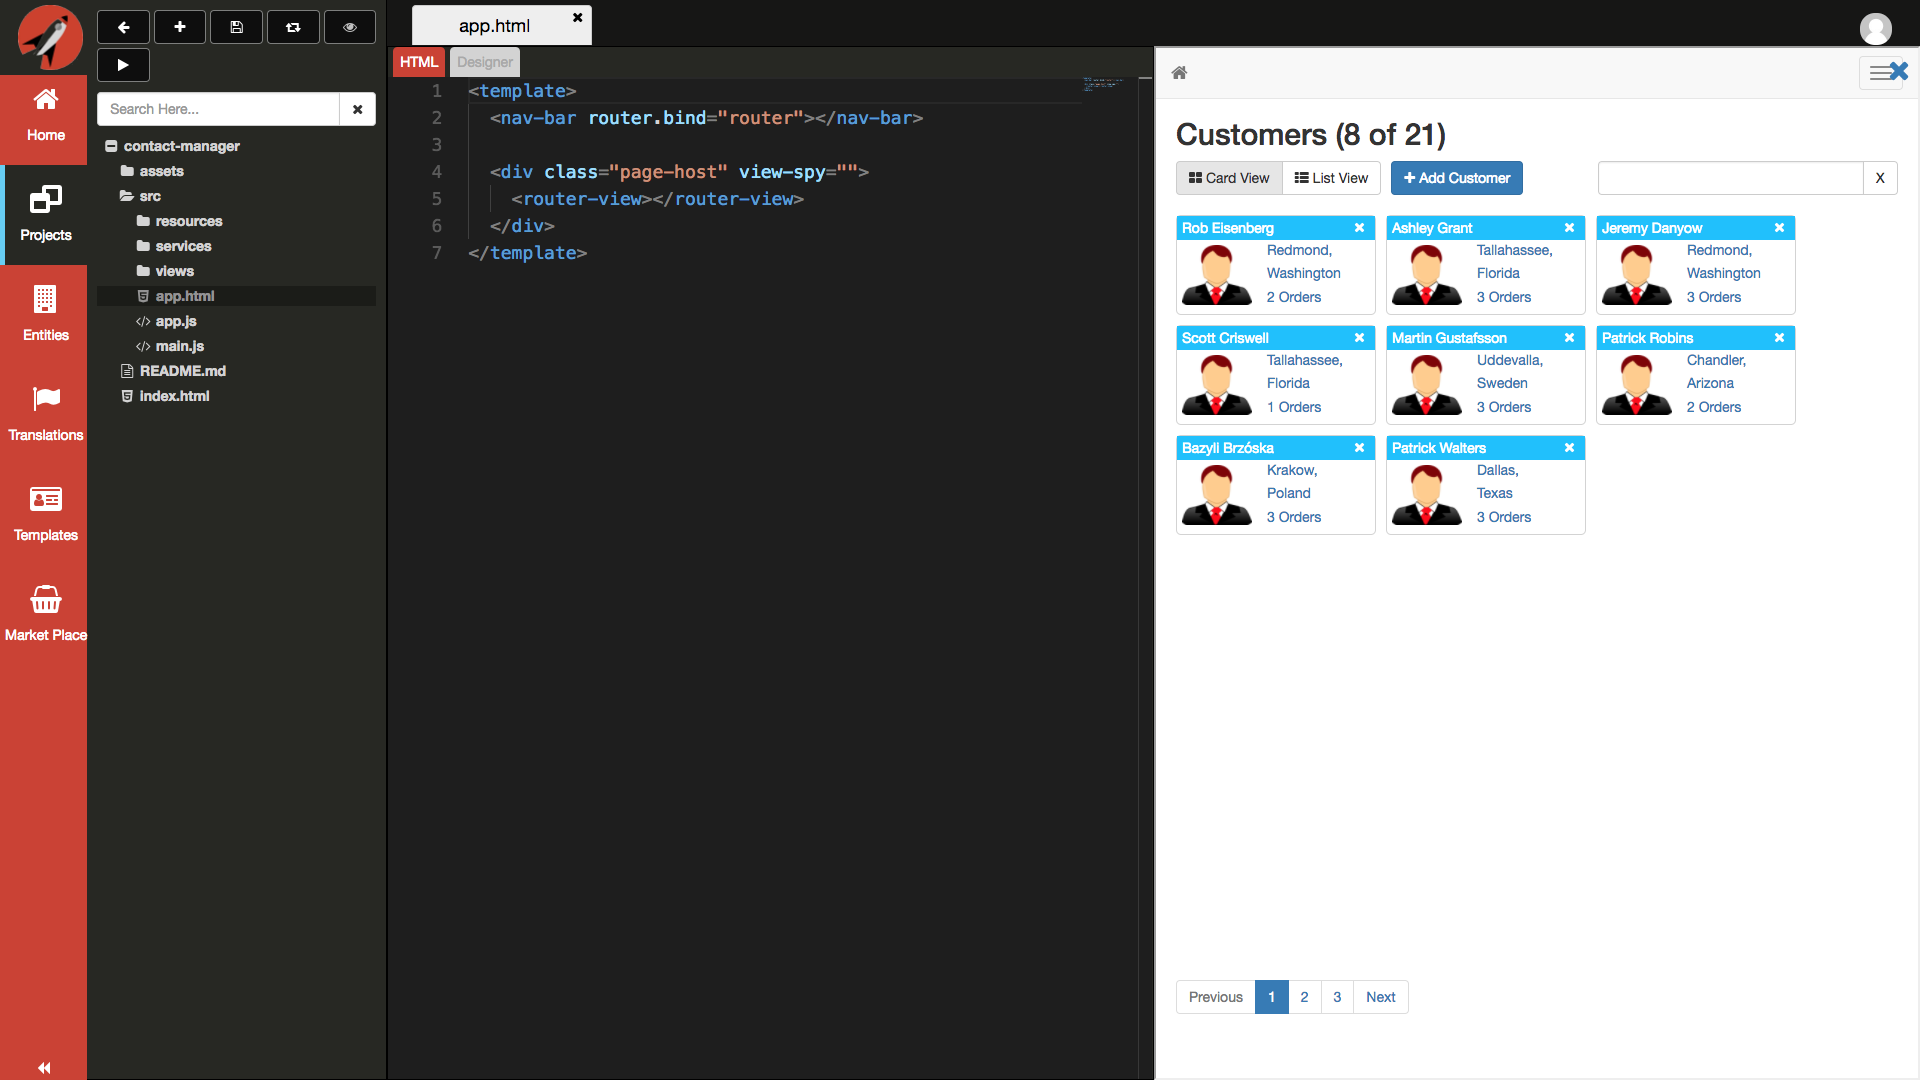 Home
Projects
Entities
Translations
Templates
Market Place
Search Here...
contact-manager
assets
src
resources
services
views
app.html
app.js
main.js
README.md
index.html
app.html
HTML
Designer
1 <template>
2 <nav-bar router.bind="router"></nav-bar>
3
4 <div class="page-host" view-spy="">
5 <router-view></router-view>
6 </div>
7 </template>
Customers (8 of 21)
Card View
List View
Add Customer
X
Rob Eisenberg
Redmond,
Washington
2 Orders
Ashley Grant
Tallahassee,
Florida
3 Orders
Jeremy Danyow
Redmond,
Washington
3 Orders
Scott Criswell
Tallahassee,
Florida
1 Orders
Martin Gustafsson
Uddevalla,
Sweden
3 Orders
Patrick Robins
Chandler,
Arizona
2 Orders
Bazyli Brzóska
Krakow,
Poland
3 Orders
Patrick Walters
Dallas,
Texas
3 Orders
Previous 1 2 3 Next